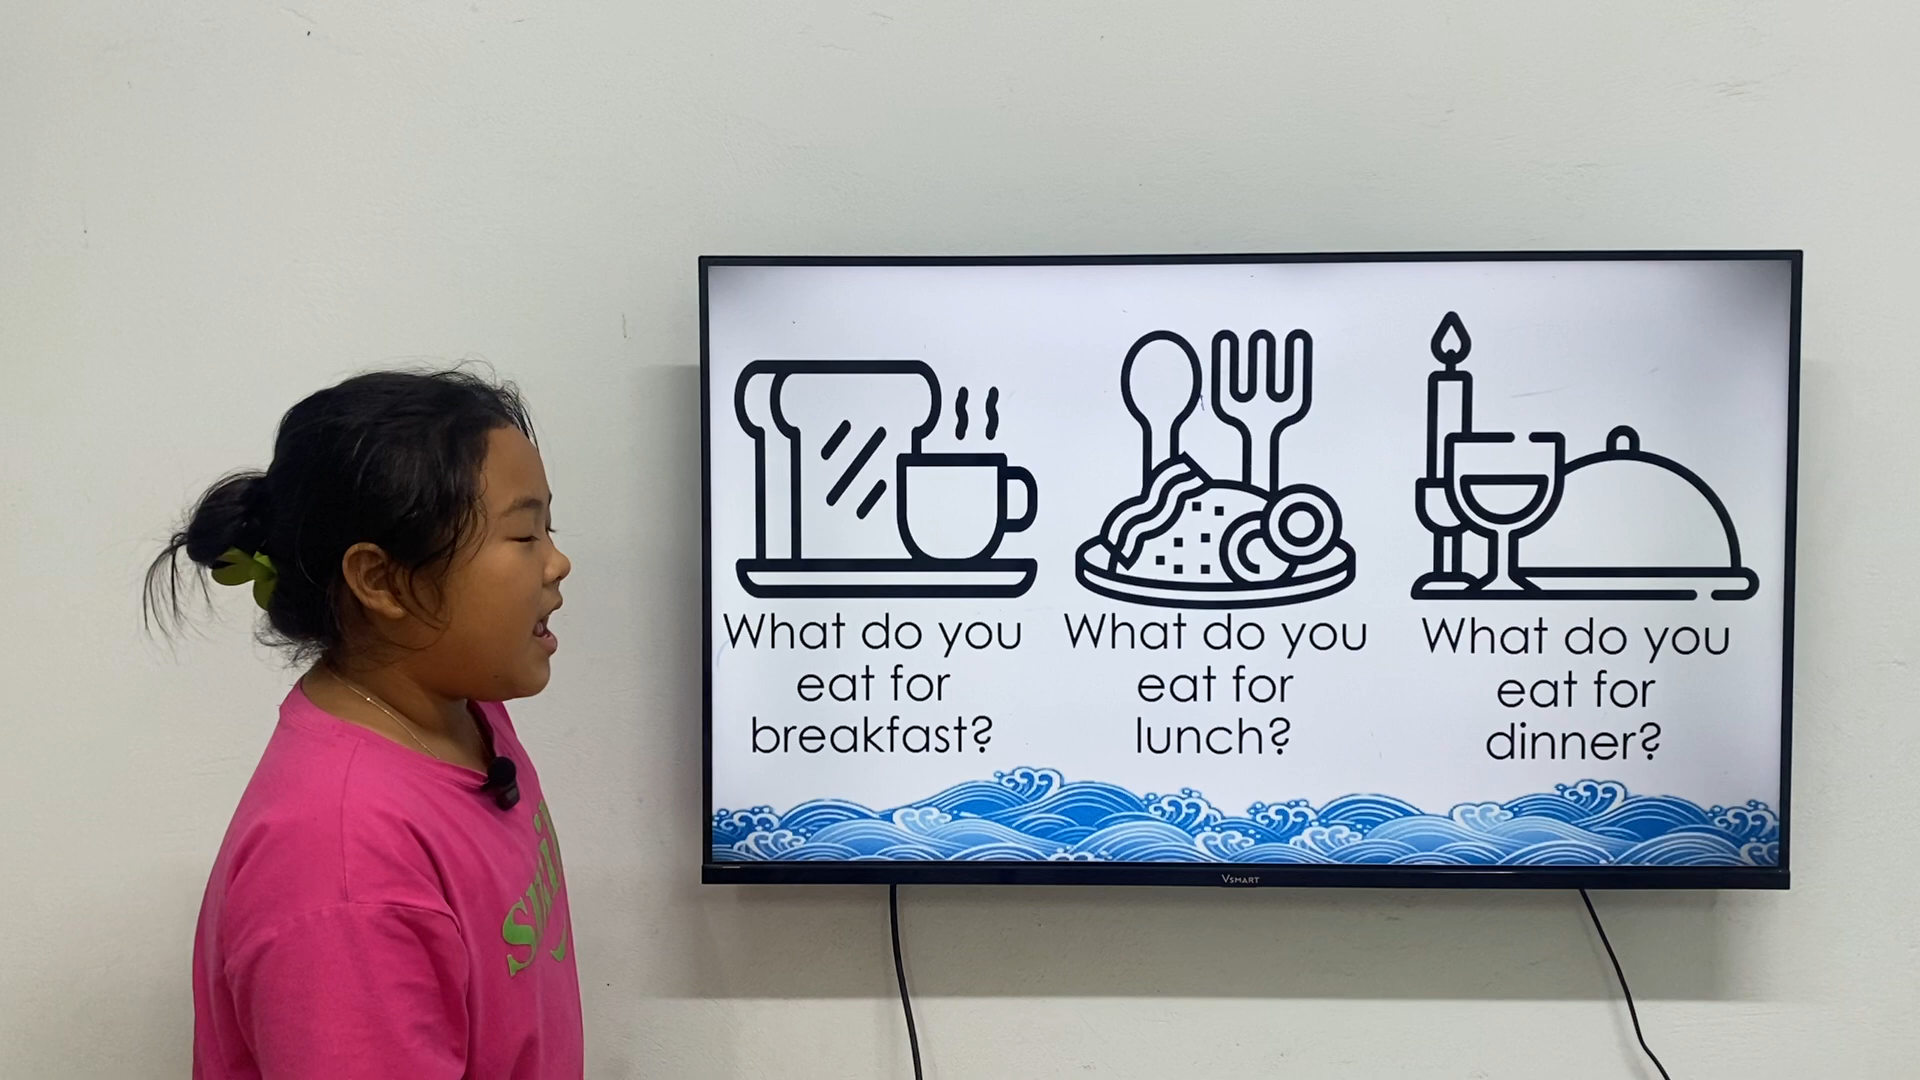 What do you
eat for
breakfast?
What do you
eat for
lunch?
What do you
eat for
dinner?
VSMART